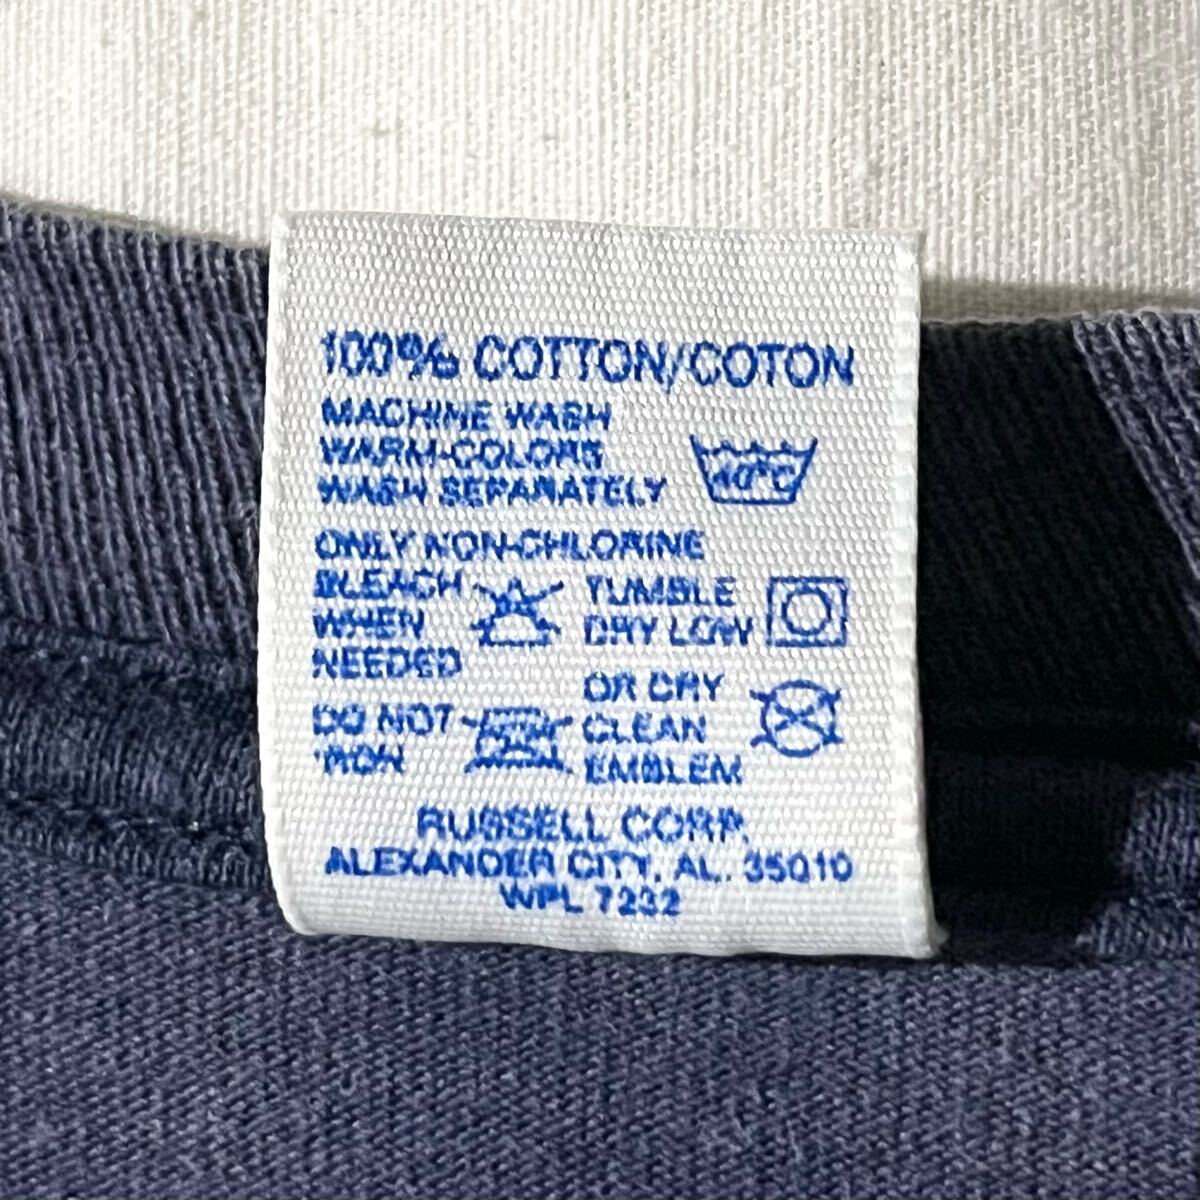 100% COTTON/COTON
MACHINE WASH
WARM-COLORS
WASH SEPARATELY
40°C
ONLY NON-CHLORINE
BLEACH
WHEN
NEEDED
TUMBLE
DRY LOW
DO NOT
IRON
OR DRY
CLEAN
EMBLEM
RUSSELL CORP.
ALEXANDER CITY, AL. 35010
WPL 7232